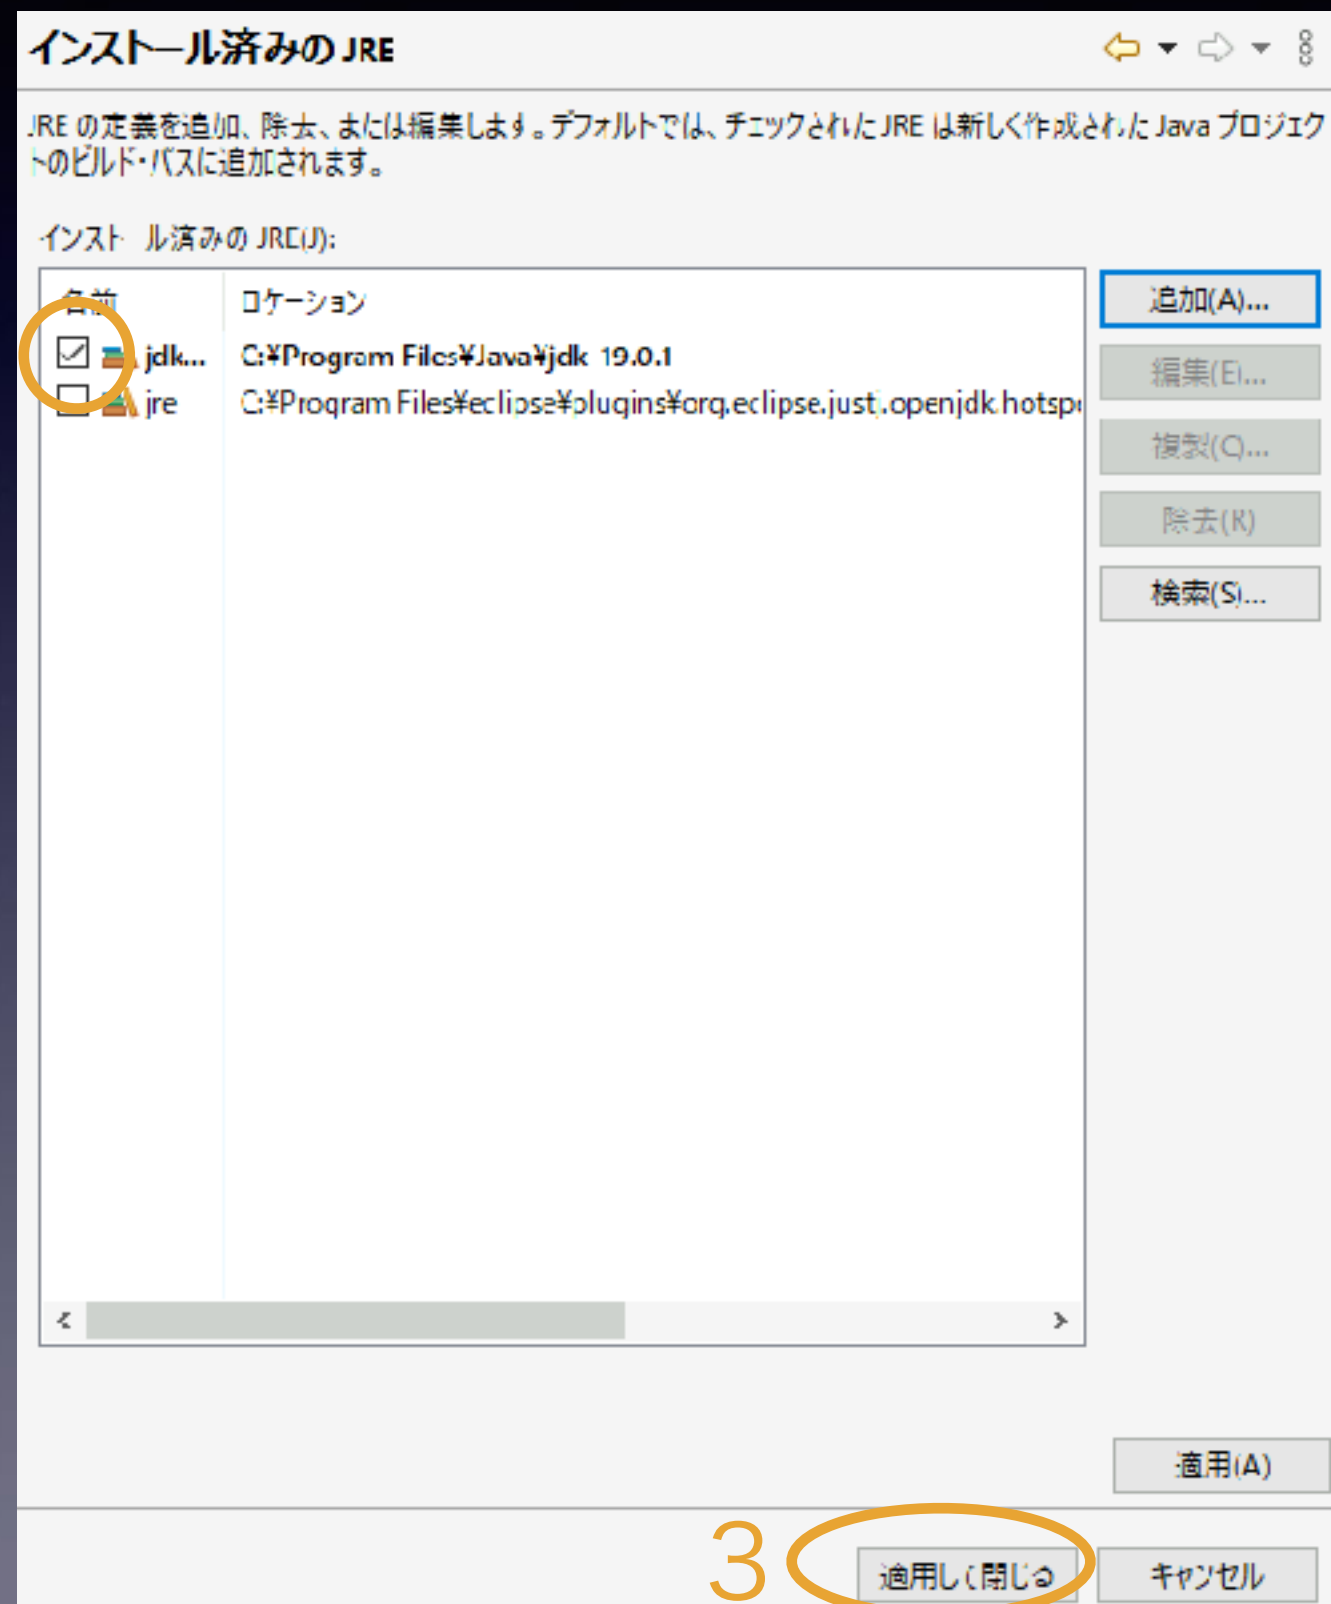 インストール済みの JRE
JRE の定義を追加、除去、または編集します。デフォルトでは、チェックされた JRE は新しく作成された Java プロジェク
トのビルド・パスに追加されます。
インストール済みの JRE(J):
名前 ロケーション
jdk... C:¥Program Files¥Java¥jdk-19.0.1
jre C:¥Program Files¥eclipse¥plugins¥org.eclipse.justj.openjdk.hotsp
追加(A)...
編集(E)...
複製(C)...
除去(R)
検索(S)...
適用(A)
3 適用して閉じる キャンセル